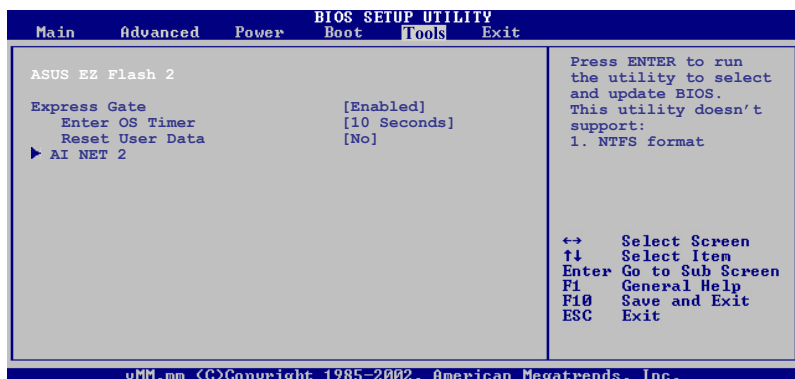 BIOS SETUP UTILITY
Main Advanced Power Boot Tools Exit
ASUS EZ Flash 2
Express Gate [Enabled]
Enter OS Timer [10 Seconds]
Reset User Data [No]
AI NET 2
Press ENTER to run
the utility to select
and update BIOS.
This utility doesn't
support:
1. NTFS format
←→ Select Screen
↑↓ Select Item
Enter Go to Sub Screen
F1 General Help
F10 Save and Exit
ESC Exit
vMM.mm (C)Copyright 1985-2002, American Megatrends, Inc.